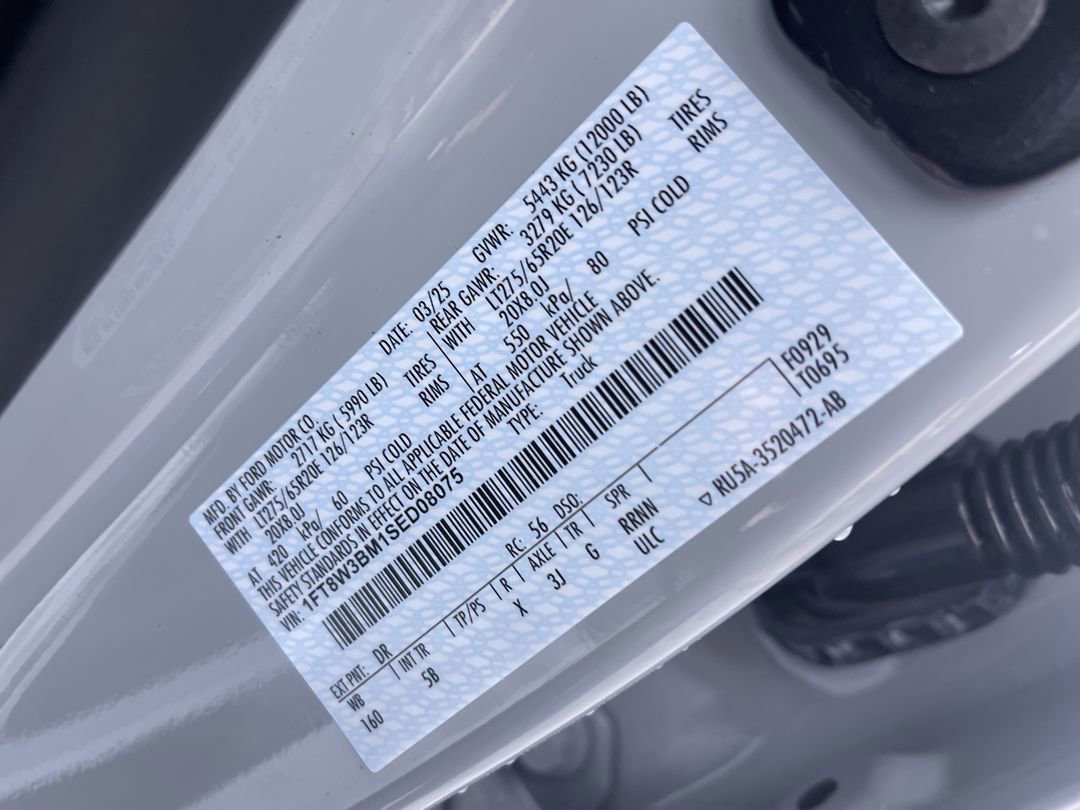 MFD. BY FORD MOTOR CO.
DATE: 03/25 GVWR: 5443 KG (12000 LB)
FRONT GAWR: 2717 KG ( 5990 LB) REAR GAWR: 3279 KG ( 7230 LB)
WITH LT275/65R20E 126/123R TIRES WITH LT275/65R20E 126/123R TIRES
20X8.0J RIMS 20X8.0J RIMS
AT 420 kPa/ 60 PSI COLD AT 550 kPa/ 80 PSI COLD
THIS VEHICLE CONFORMS TO ALL APPLICABLE FEDERAL MOTOR VEHICLE
SAFETY STANDARDS IN EFFECT ON THE DATE OF MANUFACTURE SHOWN ABOVE.
VIN: 1FT8W3BM1SED08075 TYPE: Truck
F0929
T0695
EXT PNT: DR RC: 56 DSO:
WB INT TR TP/PS R AXLE TR SPR
160 5B X 3J G RRNN
ULC
▽ RU5A-3520472-AB